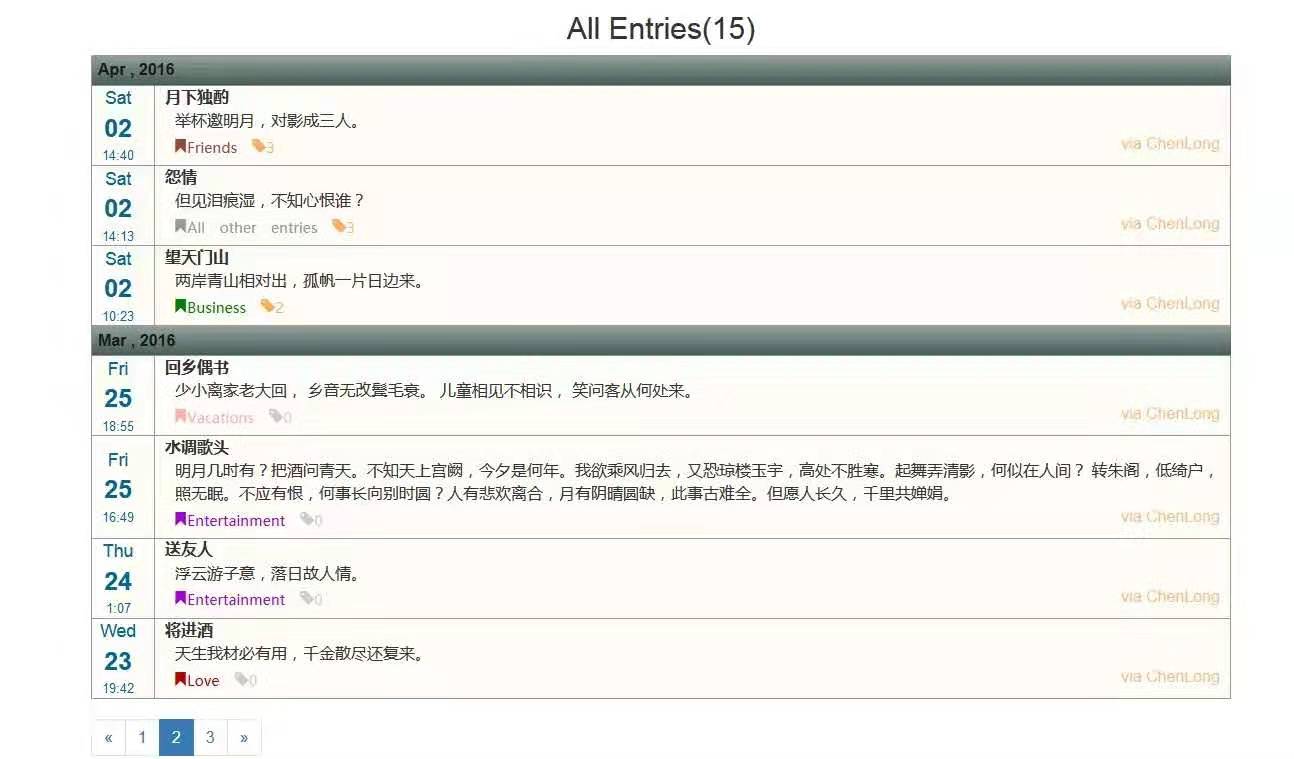 All Entries(15)
Apr , 2016
Sat
02
14:40
月下独酌
举杯邀明月，对影成三人。
Friends 3
via ChenLong
Sat
02
14:13
怨情
但见泪痕湿，不知心恨谁？
All other entries 3
via ChenLong
Sat
02
10:23
望天门山
两岸青山相对出，孤帆一片日边来。
Business 2
via ChenLong
Mar , 2016
Fri
25
18:55
回乡偶书
少小离家老大回， 乡音无改鬓毛衰。 儿童相见不相识， 笑问客从何处来。
Vacations 0
via ChenLong
Fri
25
16:49
水调歌头
明月几时有？把酒问青天。不知天上宫阙，今夕是何年。我欲乘风归去，又恐琼楼玉宇，高处不胜寒。起舞弄清影，何似在人间？ 转朱阁，低绮户，
照无眠。不应有恨，何事长向别时圆？人有悲欢离合，月有阴晴圆缺，此事古难全。但愿人长久，千里共婵娟。
Entertainment 0
via ChenLong
Thu
24
1:07
送友人
浮云游子意，落日故人情。
Entertainment 0
via ChenLong
Wed
23
19:42
将进酒
天生我材必有用，千金散尽还复来。
Love 0
via ChenLong
« 1 2 3 »